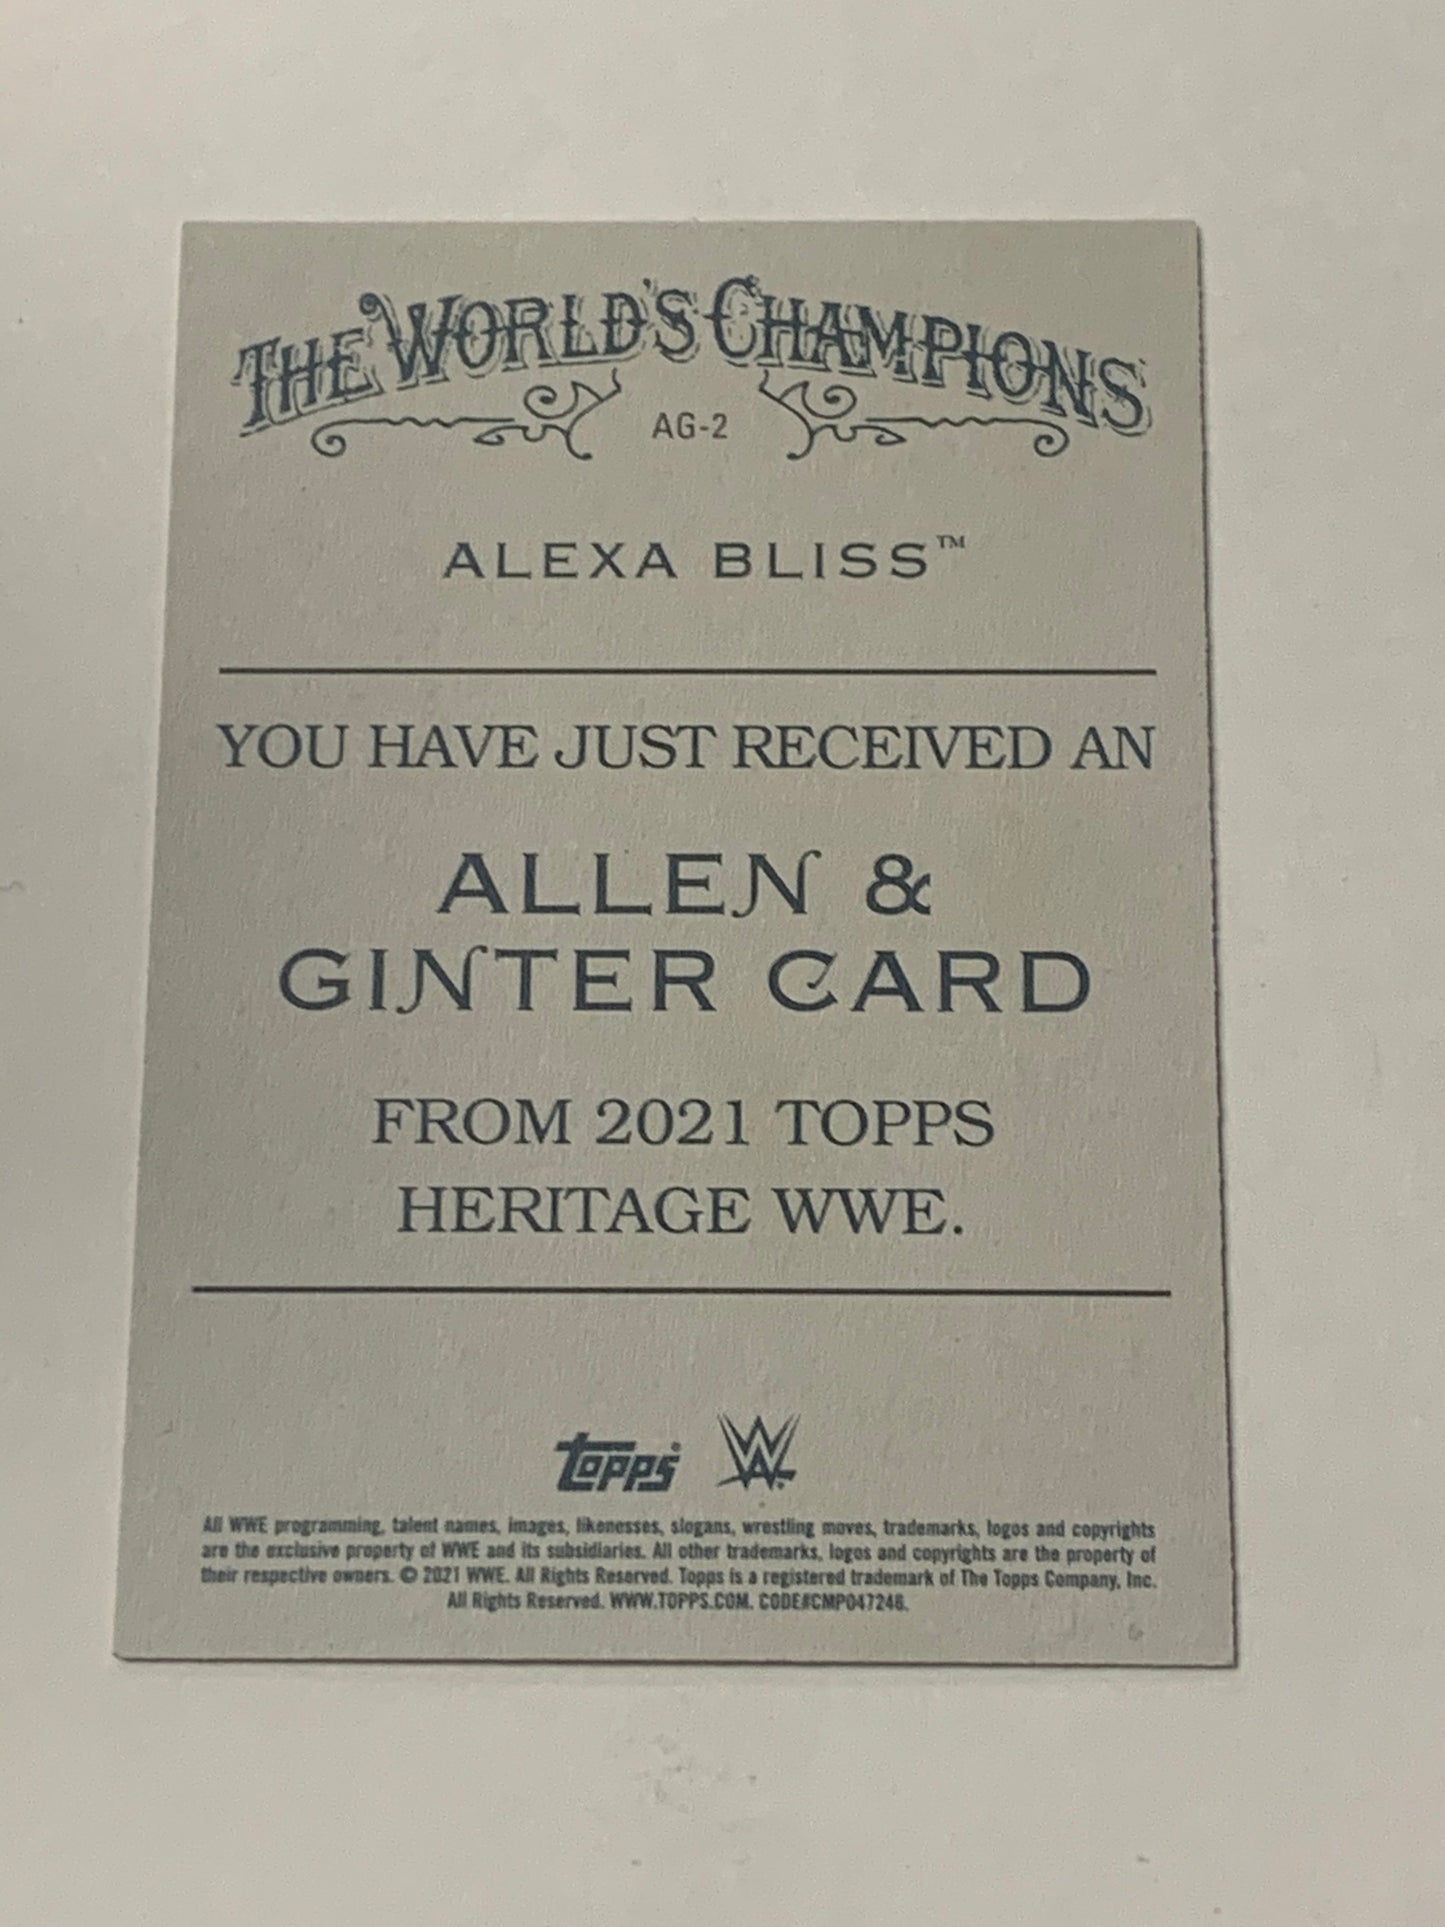 THE WORLD'S CHAMPIONS
AG-2
ALEXA BLISS™
YOU HAVE JUST RECEIVED AN
ALLEN &
GINTER CARD
FROM 2021 TOPPS
HERITAGE WWE.
topps® W
All WWE programming, talent names, images, likenesses, slogans, wrestling moves, trademarks, logos and copyrights
are the exclusive property of WWE and its subsidiaries. All other trademarks, logos and copyrights are the property of
their respective owners. © 2021 WWE. All Rights Reserved. Topps is a registered trademark of The Topps Company, Inc.
All Rights Reserved. WWW.TOPPS.COM. CODE#CMP047246.